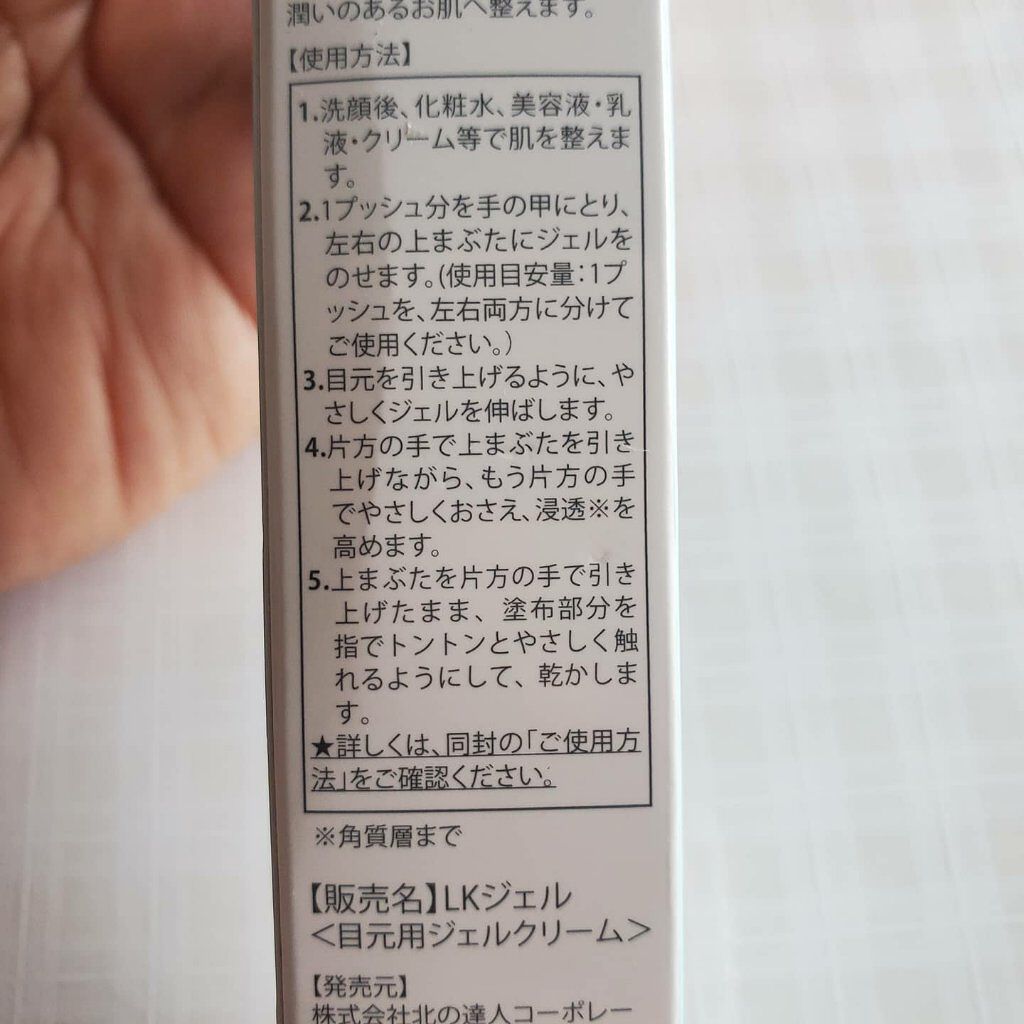 潤いのあるお肌へ整えます。
【使用方法】
1.洗顔後、化粧水、美容液・乳
液・クリーム等で肌を整えま
す。
2.1プッシュ分を手の甲にとり、
左右の上まぶたにジェルを
のせます。(使用目安量:1プ
ッシュを、左右両方に分けて
ご使用ください。)
3.目元を引き上げるように、や
さしくジェルを伸ばします。
4.片方の手で上まぶたを引き
上げながら、もう片方の手
でやさしくおさえ、浸透※を
高めます。
5.上まぶたを片方の手で引き
上げたまま、塗布部分を
指でトントンとやさしく触
れるようにして、乾かしま
す。
★詳しくは、同封の「ご使用方
法」をご確認ください。
※角質層まで
【販売名】LKジェル
<目元用ジェルクリーム>
【発売元】
株式会社北の達人コーポレー